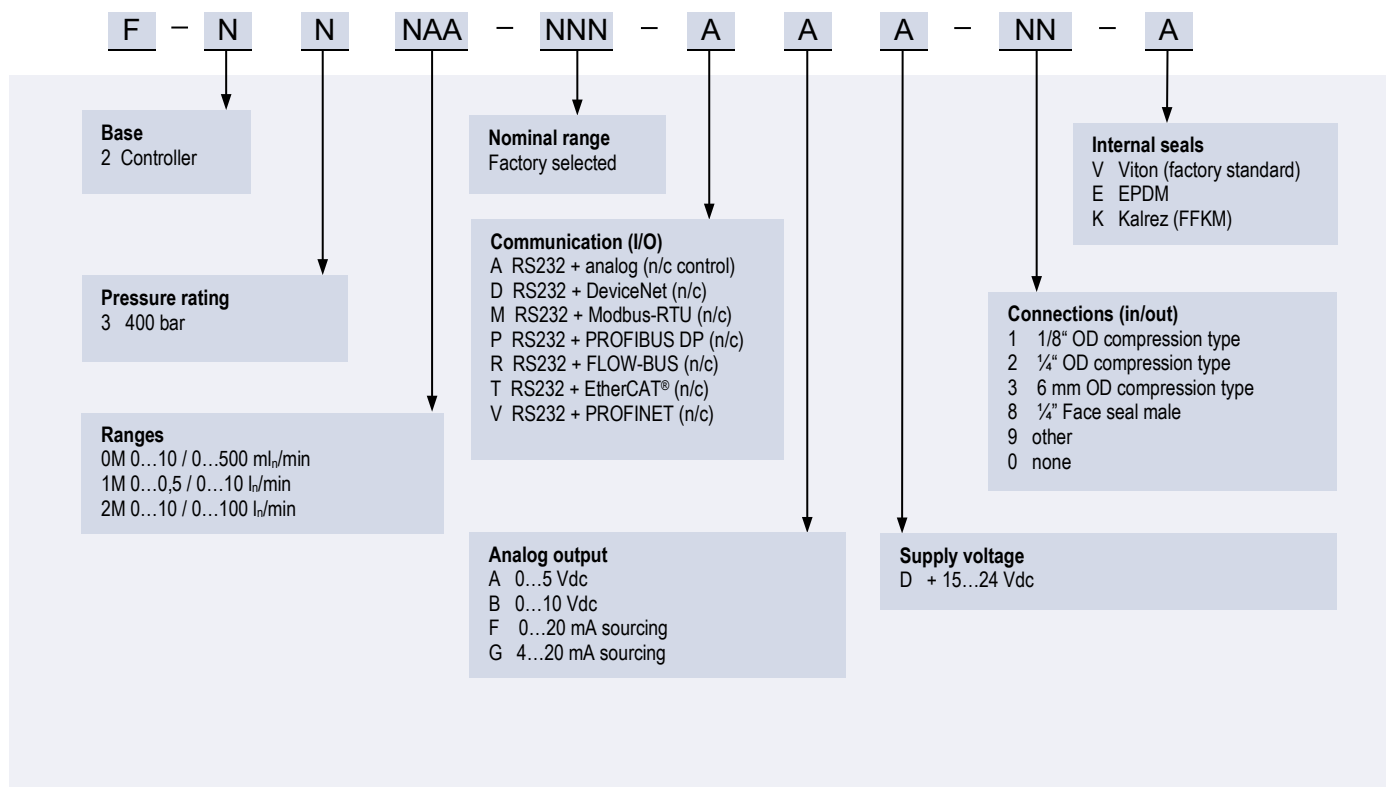 F – N N NAA – NNN – A A A – NN – A
Base
2 Controller
Pressure rating
3 400 bar
Ranges
0M 0…10 / 0…500 mlₙ/min
1M 0…0,5 / 0…10 lₙ/min
2M 0…10 / 0…100 lₙ/min
Nominal range
Factory selected
Communication (I/O)
A RS232 + analog (n/c control)
D RS232 + DeviceNet (n/c)
M RS232 + Modbus-RTU (n/c)
P RS232 + PROFIBUS DP (n/c)
R RS232 + FLOW-BUS (n/c)
T RS232 + EtherCAT® (n/c)
V RS232 + PROFINET (n/c)
Analog output
A 0…5 Vdc
B 0…10 Vdc
F 0…20 mA sourcing
G 4…20 mA sourcing
Supply voltage
D + 15…24 Vdc
Connections (in/out)
1 1/8“ OD compression type
2 ¼“ OD compression type
3 6 mm OD compression type
8 ¼” Face seal male
9 other
0 none
Internal seals
V Viton (factory standard)
E EPDM
K Kalrez (FFKM)